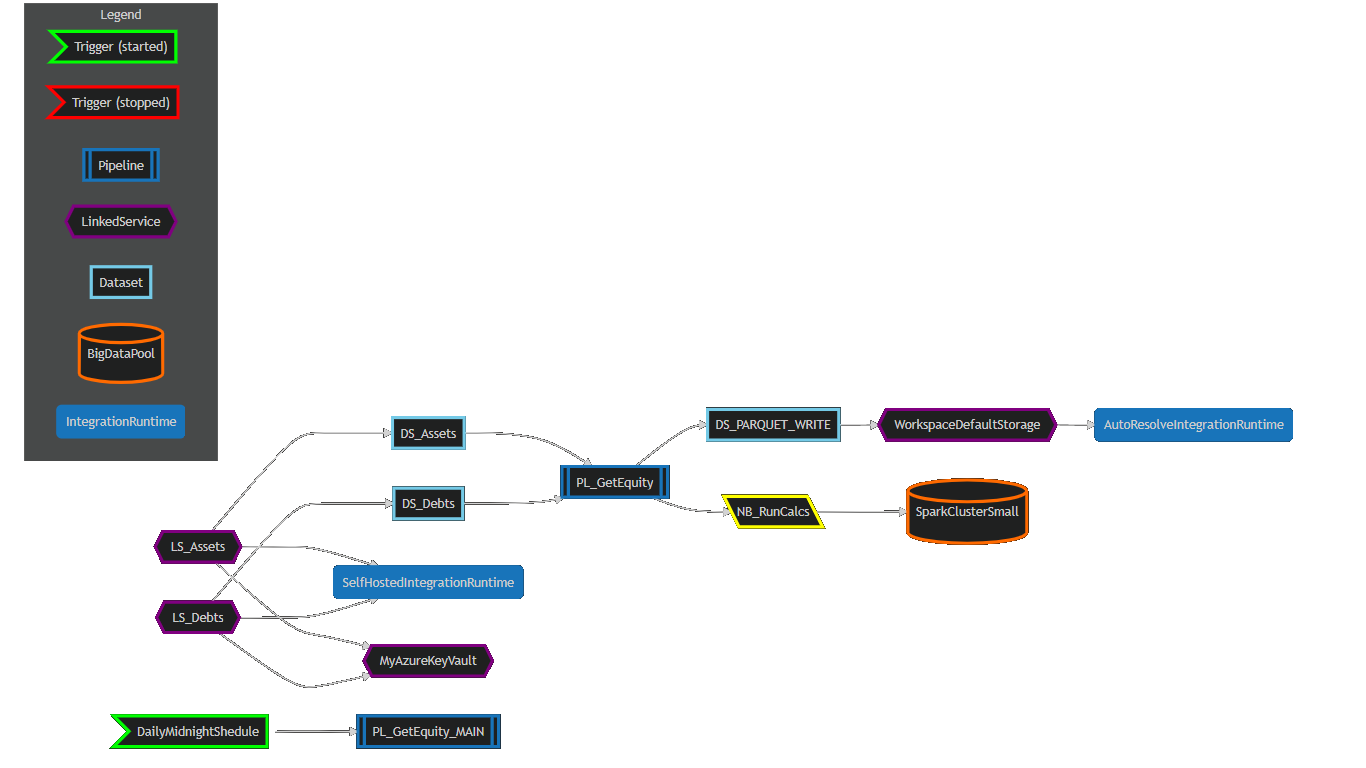 Legend
Trigger (started)
Trigger (stopped)
Pipeline
LinkedService
Dataset
BigDataPool
IntegrationRuntime
DS_Assets
DS_PARQUET_WRITE
WorkspaceDefaultStorage
AutoResolveIntegrationRuntime
PL_GetEquity
DS_Debts
NB_RunCalcs
SparkClusterSmall
LS_Assets
SelfHostedIntegrationRuntime
LS_Debts
MyAzureKeyVault
DailyMidnightShedule
PL_GetEquity_MAIN